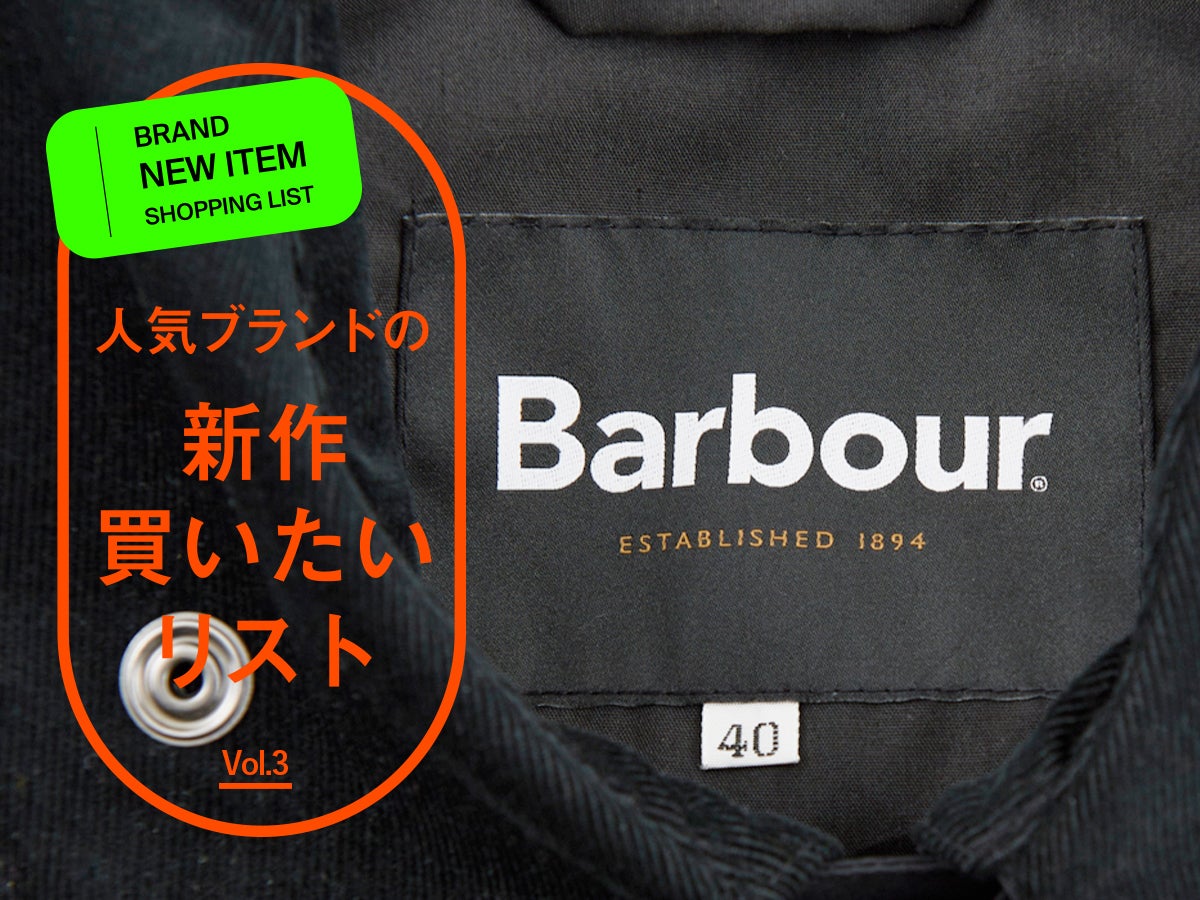 BRAND
NEW ITEM
SHOPPING LIST
人気ブランドの
新作
買いたい
リスト
Vol.3
Barbour®
ESTABLISHED 1894
40